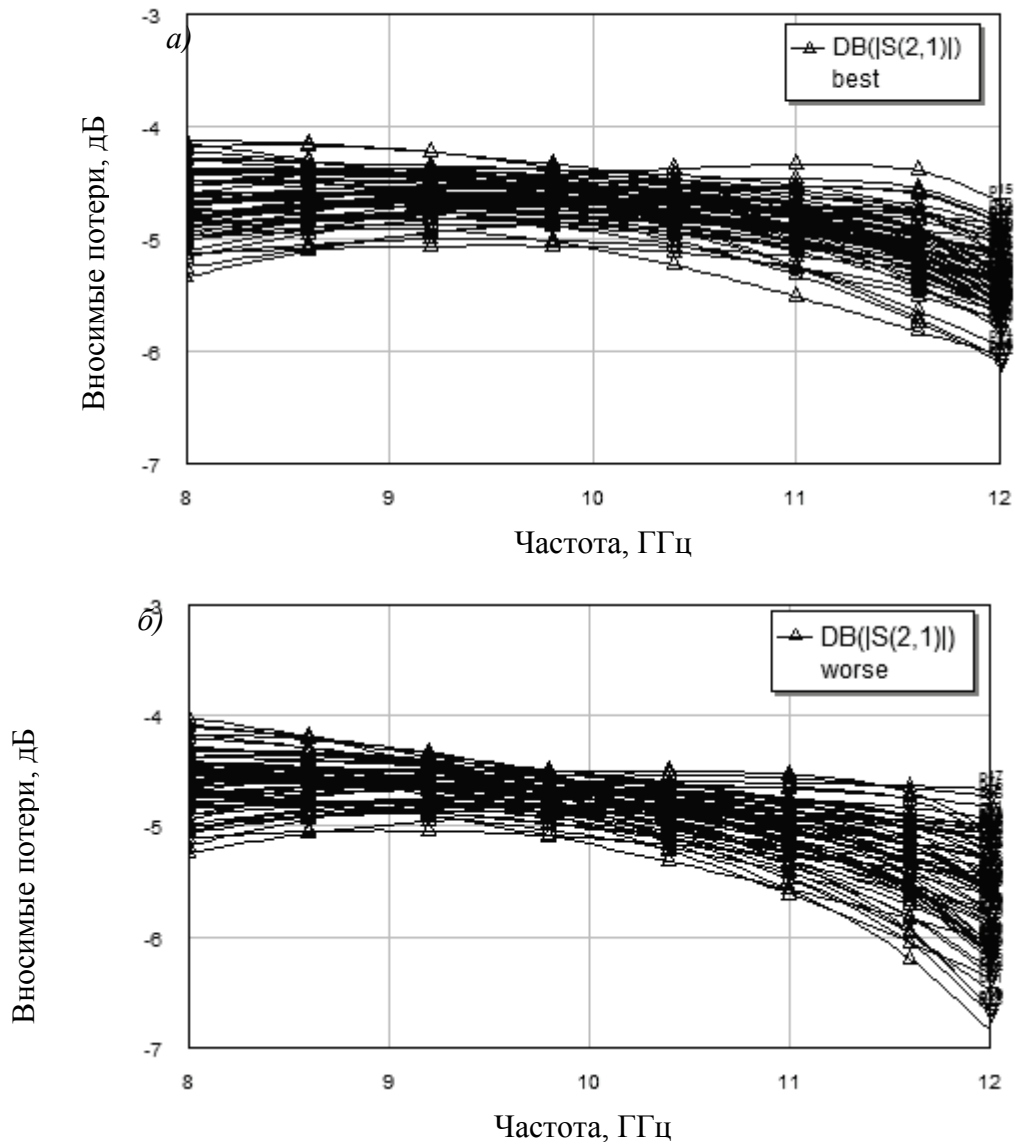 а)
-3
DB(|S(2,1)|)
best
-4
-5
-6
-7
Вносимые потери, дБ
p15
8 9 10 11 12
Частота, ГГц
б)
-3
DB(|S(2,1)|)
worse
-4
-5
-6
-7
Вносимые потери, дБ
8 9 10 11 12
Частота, ГГц